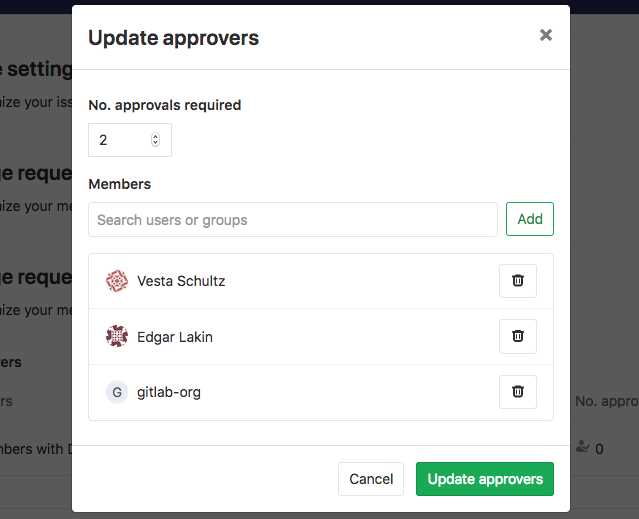 Update approvers
×
e setting
nize your iss
No. approvals required
2
ge reque
Members
nize your me
Search users or groups
Add
ge reque
Vesta Schultz
nize your me
Edgar Lakin
vers
G gitlab-org
rs
No. appro
mbers with D
0
Cancel
Update approvers